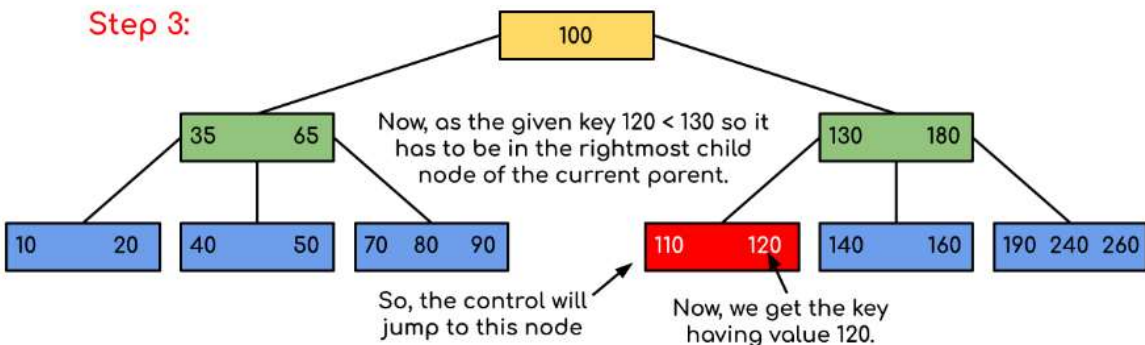 Step 3:
100
Now, as the given key 120 < 130 so it
has to be in the rightmost child
node of the current parent.
35 65
130 180
10 20
40 50
70 80 90
110 120
140 160
190 240 260
So, the control will
jump to this node
Now, we get the key
having value 120.